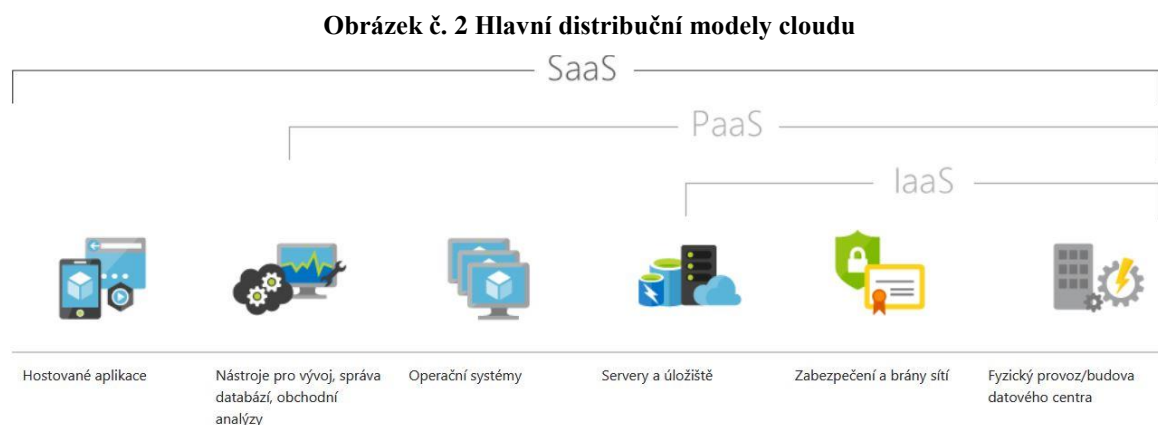 Obrázek č. 2 Hlavní distribuční modely cloudu
SaaS
PaaS
IaaS
Hostované aplikace
Nástroje pro vývoj, správa
databází, obchodní
analýzy
Operační systémy
Servery a úložiště
Zabezpečení a brány sítí
Fyzický provoz/budova
datového centra